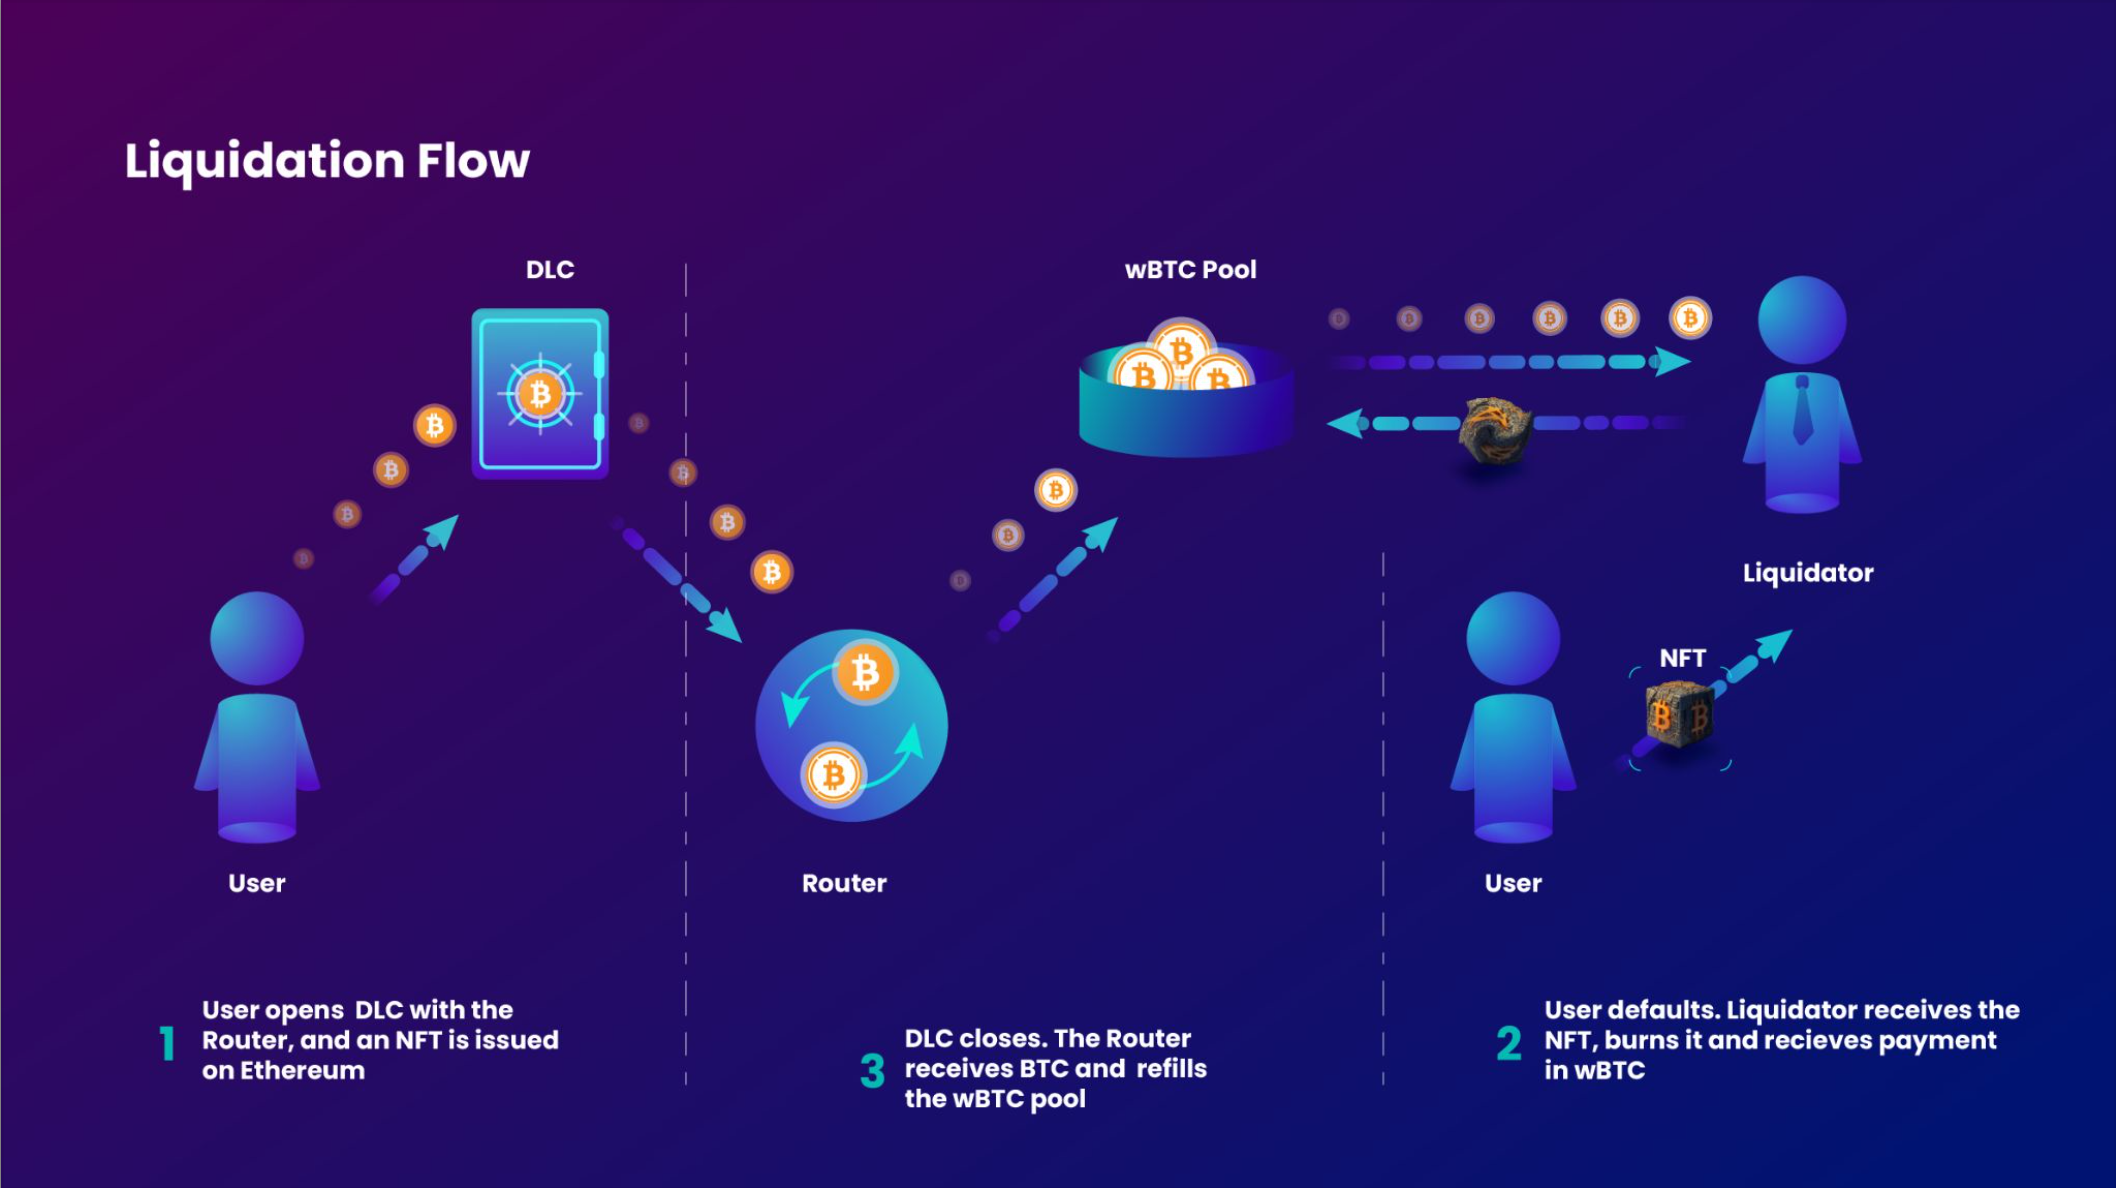 Liquidation Flow
DLC
wBTC Pool
Liquidator
NFT
User
Router
User
1
User opens DLC with the
Router, and an NFT is issued
on Ethereum
3
DLC closes. The Router
receives BTC and refills
the wBTC pool
2
User defaults. Liquidator receives the
NFT, burns it and recieves payment
in wBTC